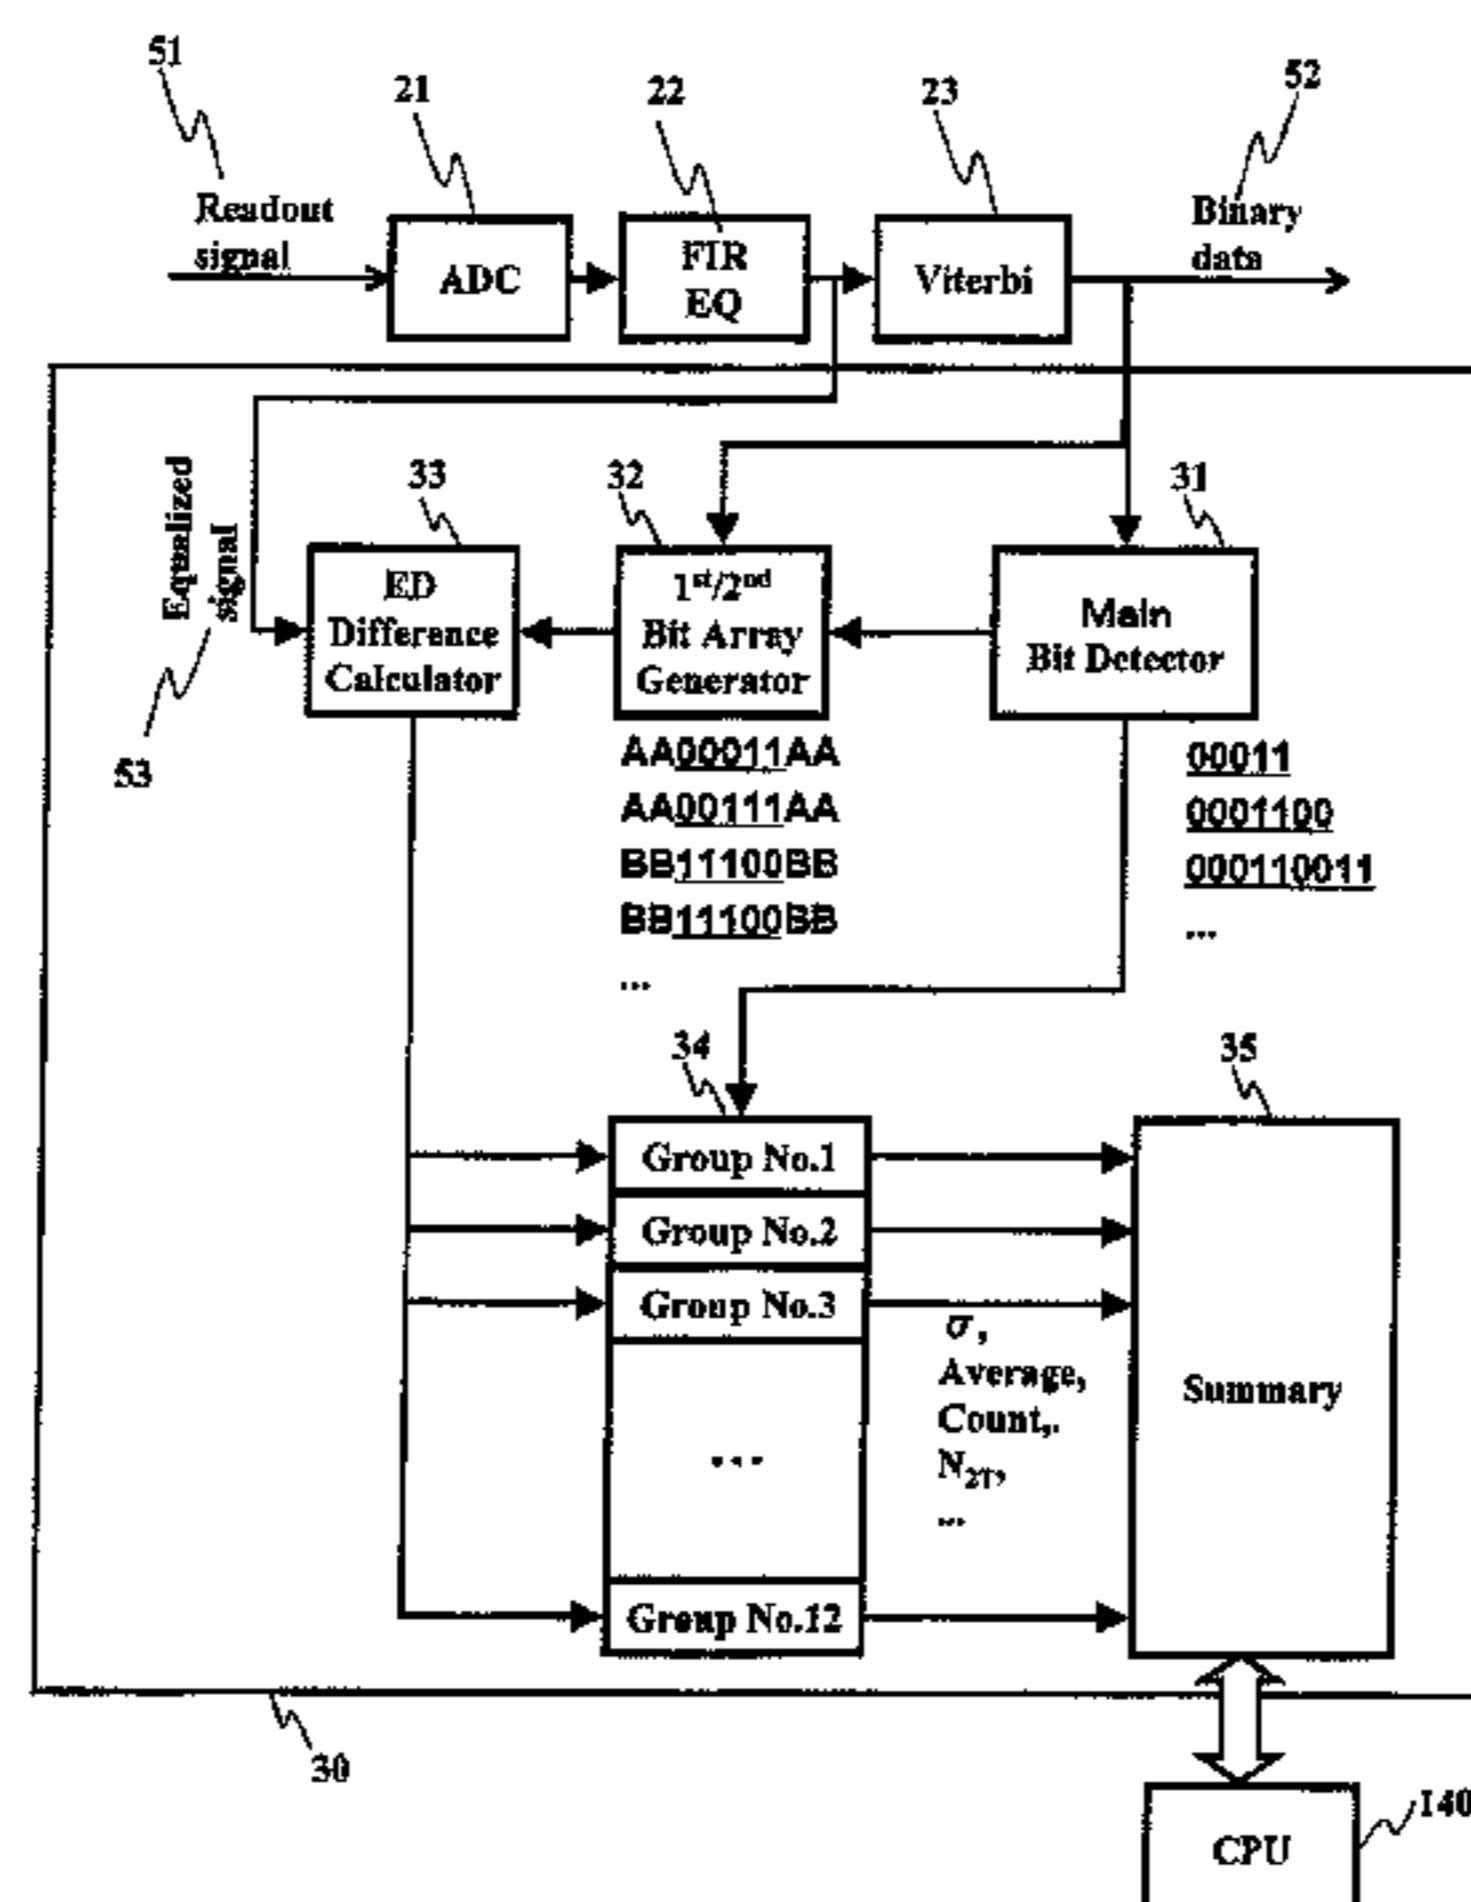 51
21
22
23
52
Readout
signal
ADC
FIR
EQ
Viterbi
Binary
data
Equalized
signal
53
33
32
31
ED
Difference
Calculator
1st/2nd
Bit Array
Generator
Main
Bit Detector
AA00011AA
AA00111AA
BB11100BB
BB11100BB
...
00011
0001100
000110011
...
34
35
Group No.1
Group No.2
Group No.3
...
Group No.12
σ,
Average,
Count,.
N2T,
...
Summary
30
140
CPU